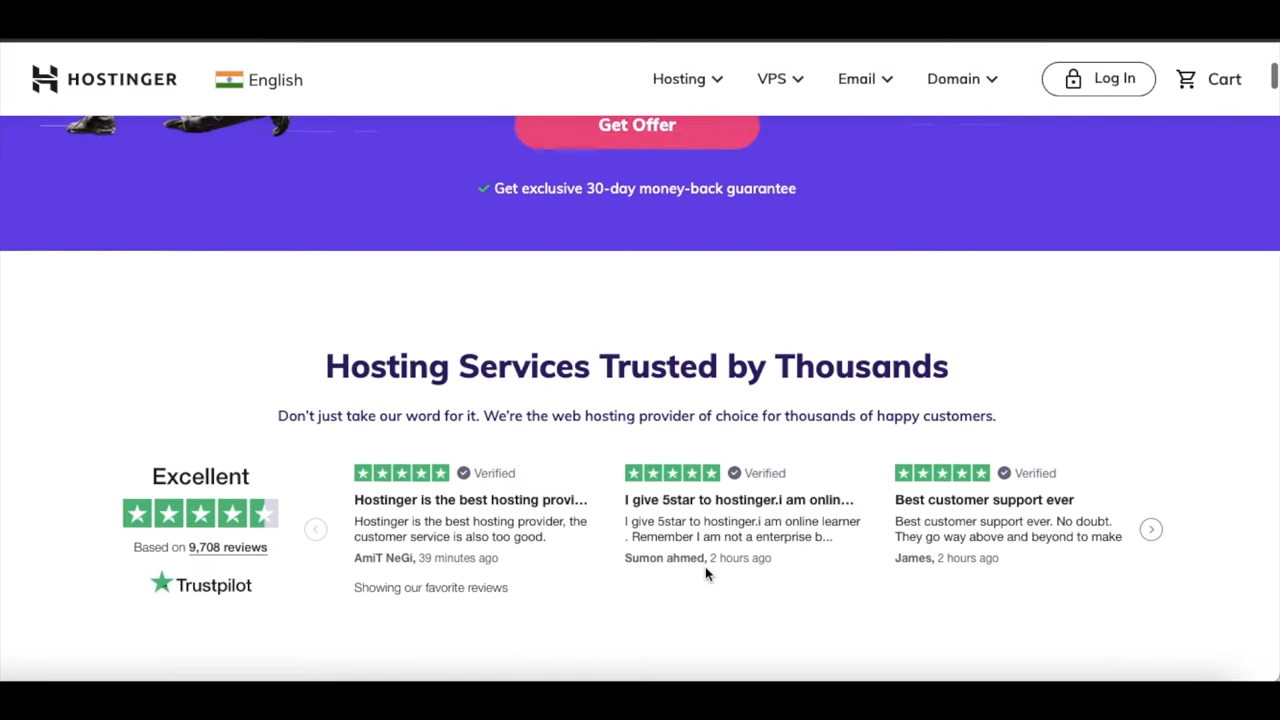 HOSTINGER English Hosting VPS Email Domain Log In Cart
Get Offer
Get exclusive 30-day money-back guarantee
Hosting Services Trusted by Thousands
Don't just take our word for it. We're the web hosting provider of choice for thousands of happy customers.
Excellent
Based on 9,708 reviews
Trustpilot
Verified
Hostinger is the best hosting provi...
Hostinger is the best hosting provider, the
customer service is also too good.
AmiT NeGi, 39 minutes ago
Showing our favorite reviews
Verified
I give 5star to hostinger.i am onlin...
I give 5star to hostinger.i am online learner
. Remember I am not a enterprise b...
Sumon ahmed, 2 hours ago
Verified
Best customer support ever
Best customer support ever. No doubt.
They go way above and beyond to make
James, 2 hours ago